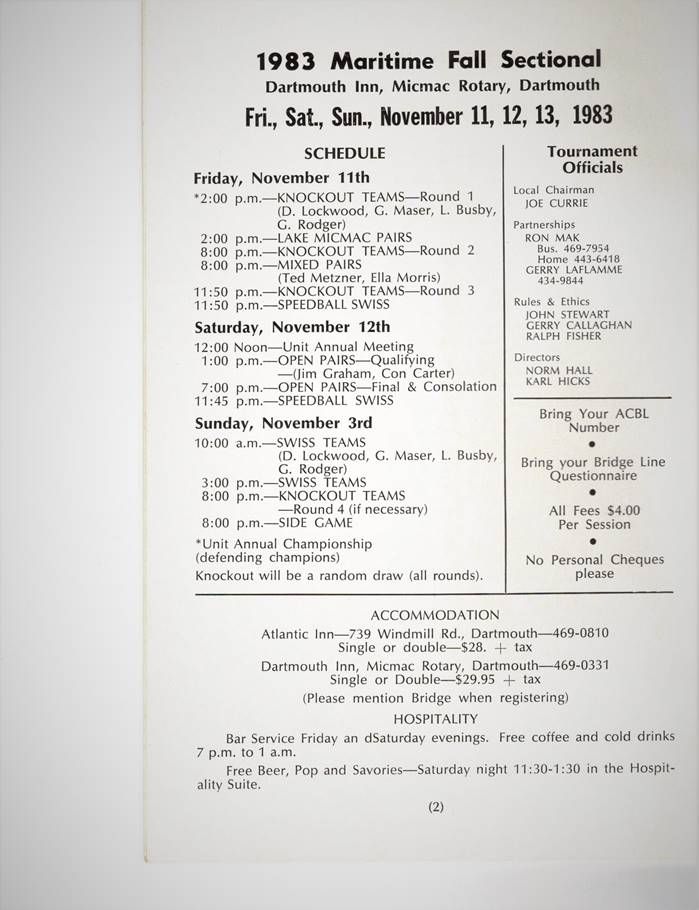 1983 Maritime Fall Sectional
Dartmouth Inn, Micmac Rotary, Dartmouth
Fri., Sat., Sun., November 11, 12, 13, 1983
SCHEDULE
Friday, November 11th
*2:00 p.m.—KNOCKOUT TEAMS—Round 1
(D. Lockwood, G. Maser, L. Busby,
G. Rodger)
2:00 p.m.—LAKE MICMAC PAIRS
8:00 p.m.—KNOCKOUT TEAMS—Round 2
8:00 p.m.—MIXED PAIRS
(Ted Metzner, Ella Morris)
11:50 p.m.—KNOCKOUT TEAMS—Round 3
11:50 p.m.—SPEEDBALL SWISS
Saturday, November 12th
12:00 Noon—Unit Annual Meeting
1:00 p.m.—OPEN PAIRS—Qualifying
—(Jim Graham, Con Carter)
7:00 p.m.—OPEN PAIRS—Final & Consolation
11:45 p.m.—SPEEDBALL SWISS
Sunday, November 3rd
10:00 a.m.—SWISS TEAMS
(D. Lockwood, G. Maser, L. Busby,
G. Rodger)
3:00 p.m.—SWISS TEAMS
8:00 p.m.—KNOCKOUT TEAMS
—Round 4 (if necessary)
8:00 p.m.—SIDE GAME
*Unit Annual Championship
(defending champions)
Knockout will be a random draw (all rounds).
Tournament
Officials
Local Chairman
JOE CURRIE
Partnerships
RON MAK
Bus. 469-7954
Home 443-6418
GERRY LAFLAMME
434-9844
Rules & Ethics
JOHN STEWART
GERRY CALLAGHAN
RALPH FISHER
Directors
NORM HALL
KARL HICKS
Bring Your ACBL
Number
•
Bring your Bridge Line
Questionnaire
•
All Fees $4.00
Per Session
•
No Personal Cheques
please
ACCOMMODATION
Atlantic Inn—739 Windmill Rd., Dartmouth—469-0810
Single or double—$28. + tax
Dartmouth Inn, Micmac Rotary, Dartmouth—469-0331
Single or Double—$29.95 + tax
(Please mention Bridge when registering)
HOSPITALITY
Bar Service Friday an dSaturday evenings. Free coffee and cold drinks
7 p.m. to 1 a.m.
Free Beer, Pop and Savories—Saturday night 11:30-1:30 in the Hospit-
ality Suite.
(2)